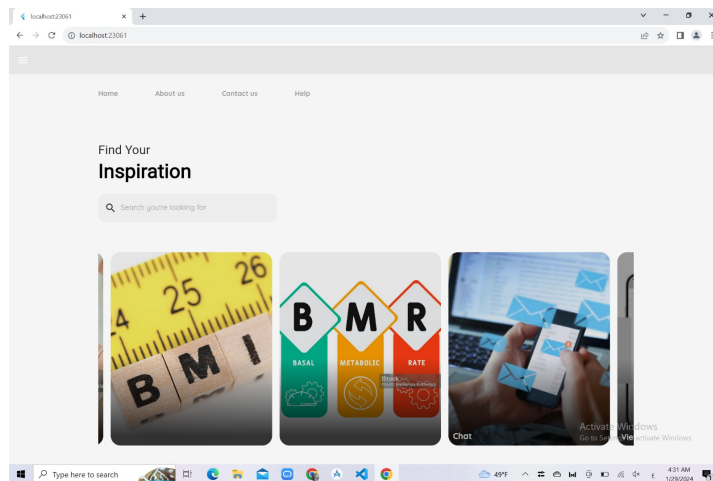 localhost:23061
localhost:23061
Home About us Contact us Help
Find Your
Inspiration
Search you're looking for
4 25 26
B M I
B M R
BASAL METABOLIC RATE
iStock
Chat
Activate Windows
Go to Settings to activate Windows.
Type here to search
49°F
4:31 AM
1/29/2024